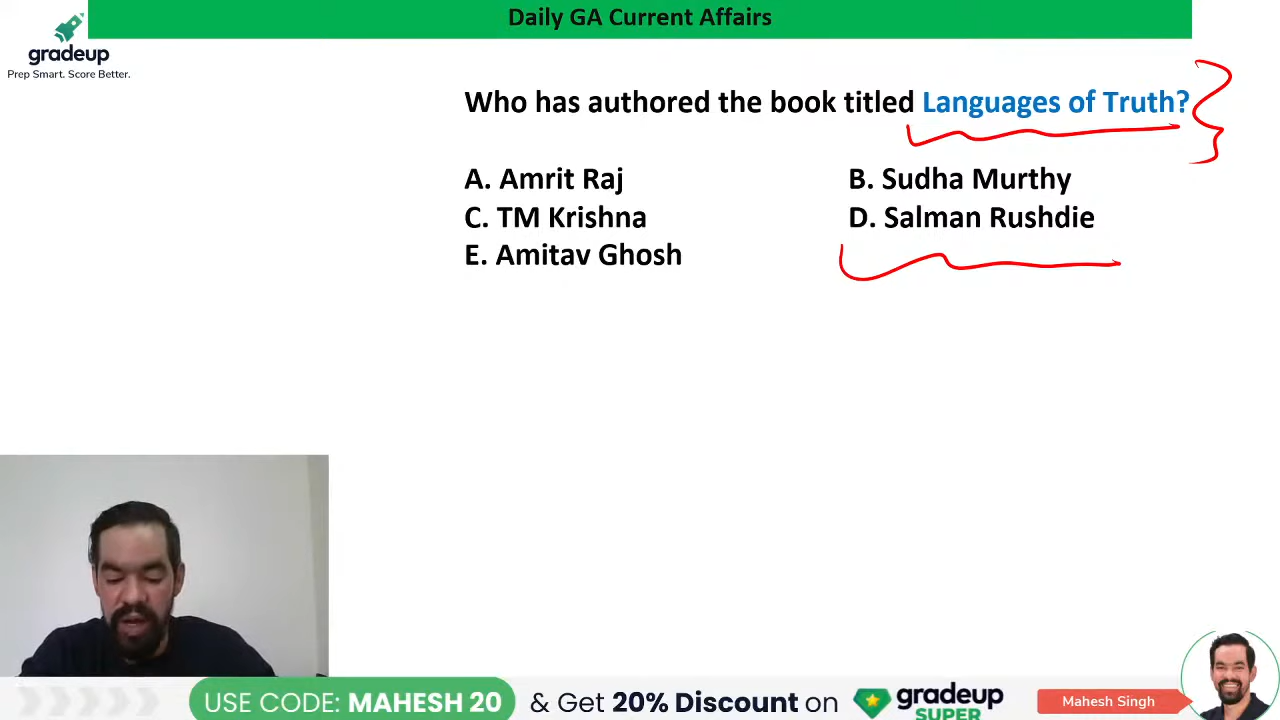 Daily GA Current Affairs
gradeup
Prep Smart. Score Better.
Who has authored the book titled Languages of Truth?
A. Amrit Raj B. Sudha Murthy
C. TM Krishna D. Salman Rushdie
E. Amitav Ghosh
USE CODE: MAHESH 20 & Get 20% Discount on gradeup SUPER
Mahesh Singh